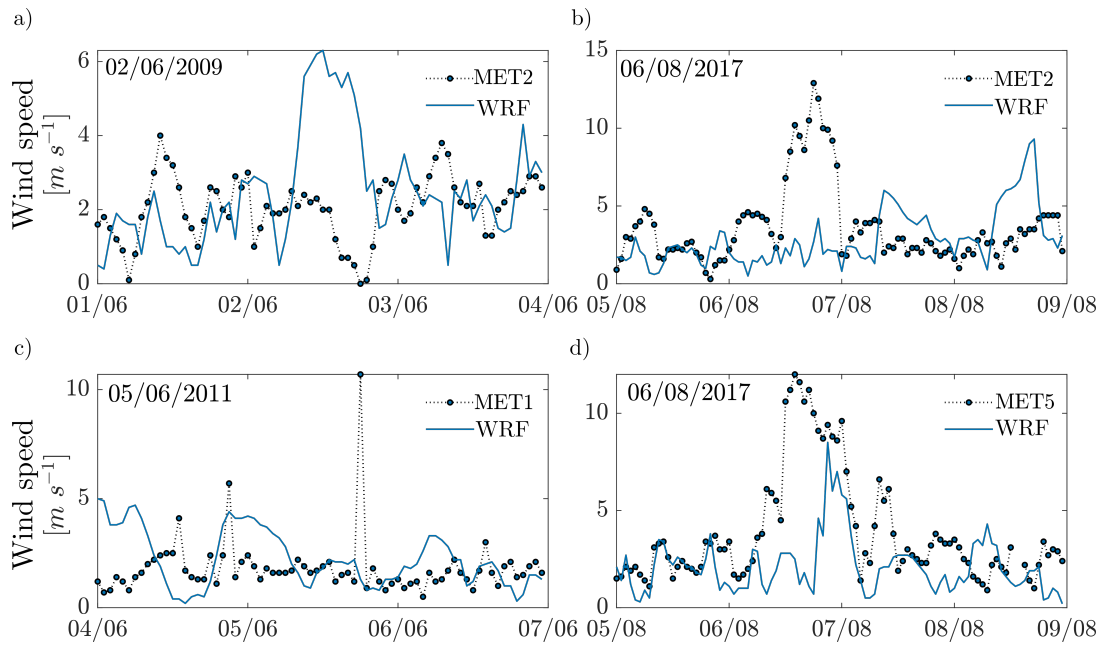 a)
02/06/2009
MET2
WRF
Wind speed
[m s⁻¹]
6
4
2
0
01/06
02/06
03/06
04/06
b)
06/08/2017
MET2
WRF
15
10
5
0
05/08
06/08
07/08
08/08
09/08
c)
05/06/2011
MET1
WRF
Wind speed
[m s⁻¹]
10
5
0
04/06
05/06
06/06
07/06
d)
06/08/2017
MET5
WRF
10
5
0
05/08
06/08
07/08
08/08
09/08